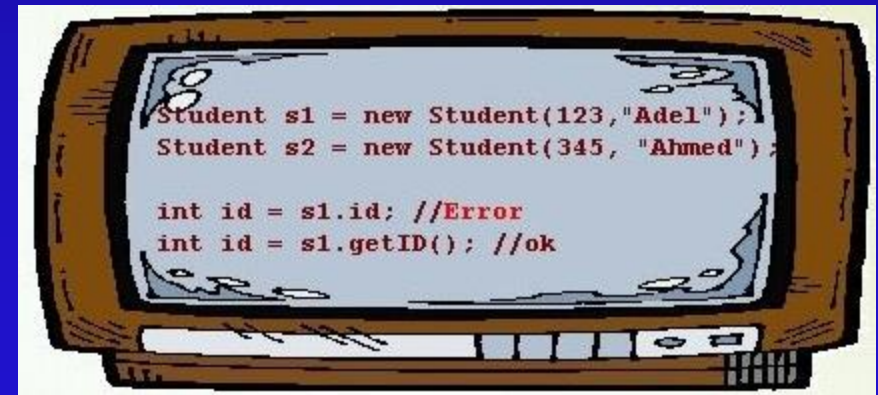 Student s1 = new Student(123,"Adel");
Student s2 = new Student(345, "Ahmed");
int id = s1.id; //Error
int id = s1.getID(); //ok